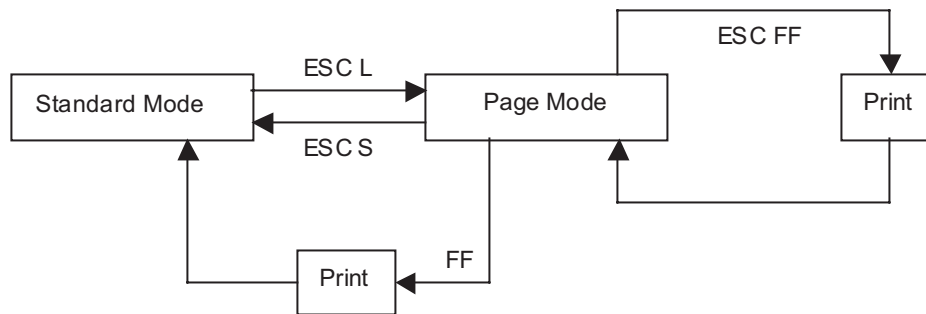 ESC FF
ESC L
Standard Mode
Page Mode
Print
ESC S
FF
Print